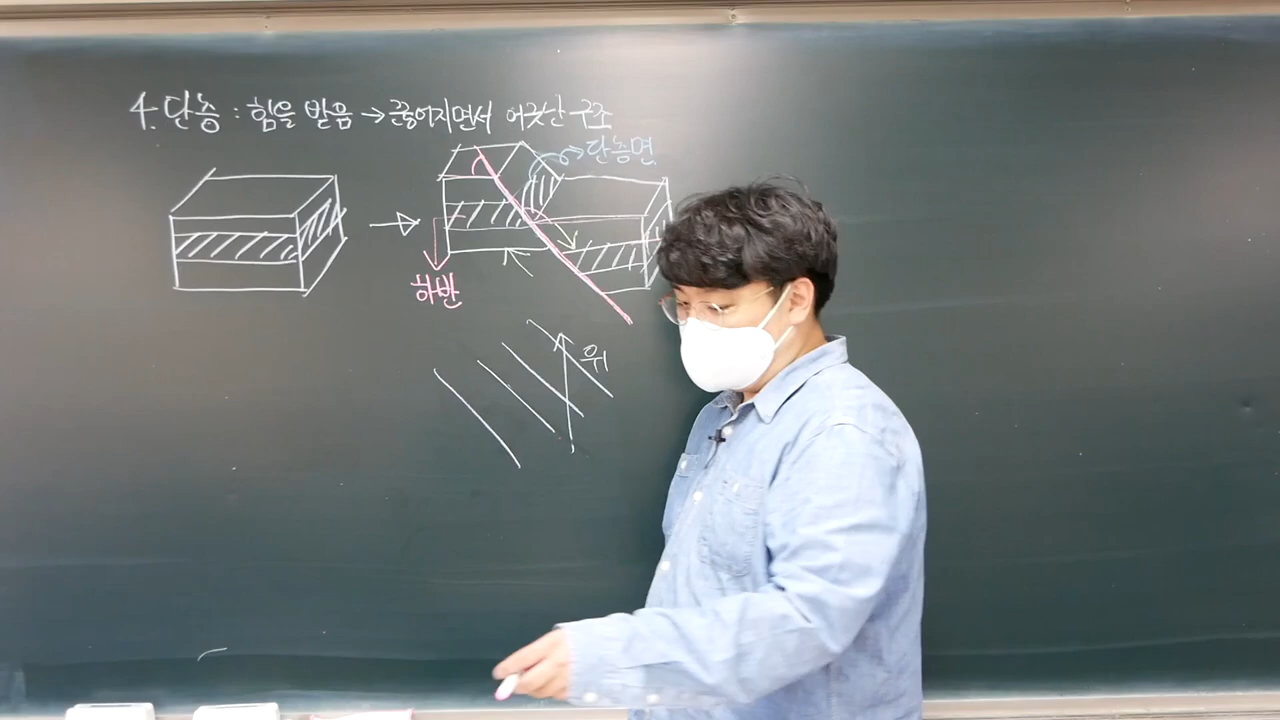 4. 단층 : 힘을 받음 → 끊어지면서 어긋난 구조
단층면
하반
위